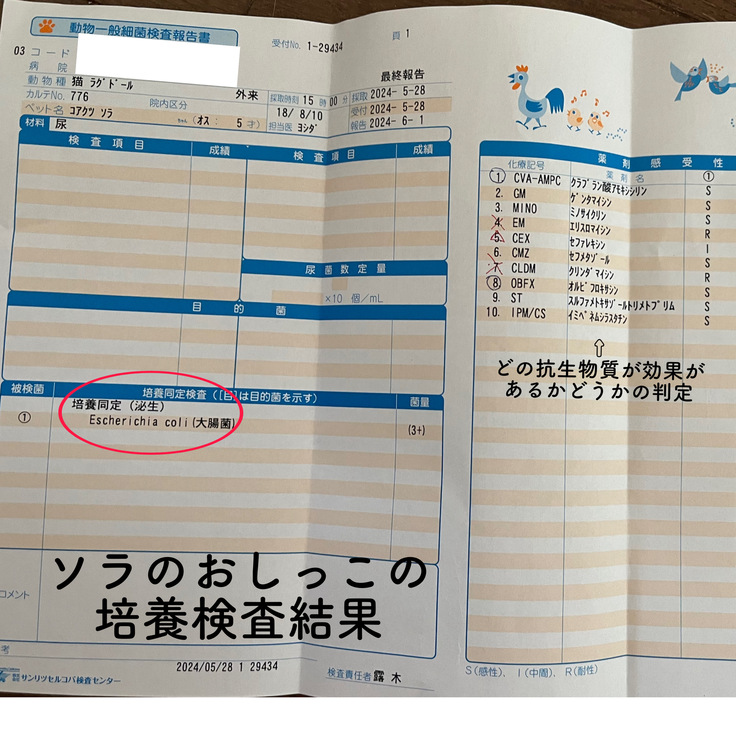 動物一般細菌検査報告書
受付No. 1-29434
頁 1
03 コード
病院
最終報告
動物種 猫 ラグドール
カルテNo. 776
院内区分
外来
採取時刻 15 時 00 分
採取 2024- 5-28
ペット名 コアクツ ソラ
ちゃん (オス: 5 才)
18/ 8/10
受付 2024- 5-28
担当医 ヨシダ
報告 2024- 6- 1
材料 尿
検査項目 成績 検査項目 成績
尿菌数定量
×10 個/mL
目的菌
被検菌 培養同定検査([目]は目的菌を示す) 菌量
① 培養同定(泌生)
Escherichia coli(大腸菌) (3+)
ソラのおしっこの
培養検査結果
コメント
考
サンリツセルコバ検査センター
2024/05/28 1 29434
検査責任者 露木
薬剤感受性
化療記号 薬剤名 ①
1. CVA-AMPC クラブラン酸アモキシシリン S
2. GM ゲンタマイシン S
3. MINO ミノサイクリン S
4. EM エリスロマイシン R
5. CEX セファレキシン I
6. CMZ セフメタゾール S
7. CLDM クリンダマイシン R
8. OBFX オルビフロキサシン S
9. ST スルファメトキサゾールトリメトプリム S
10. IPM/CS イミペネムシラスタチン S
⇧
どの抗生物質が効果が
あるかどうかの判定
S(感性)、I(中間)、R(耐性)